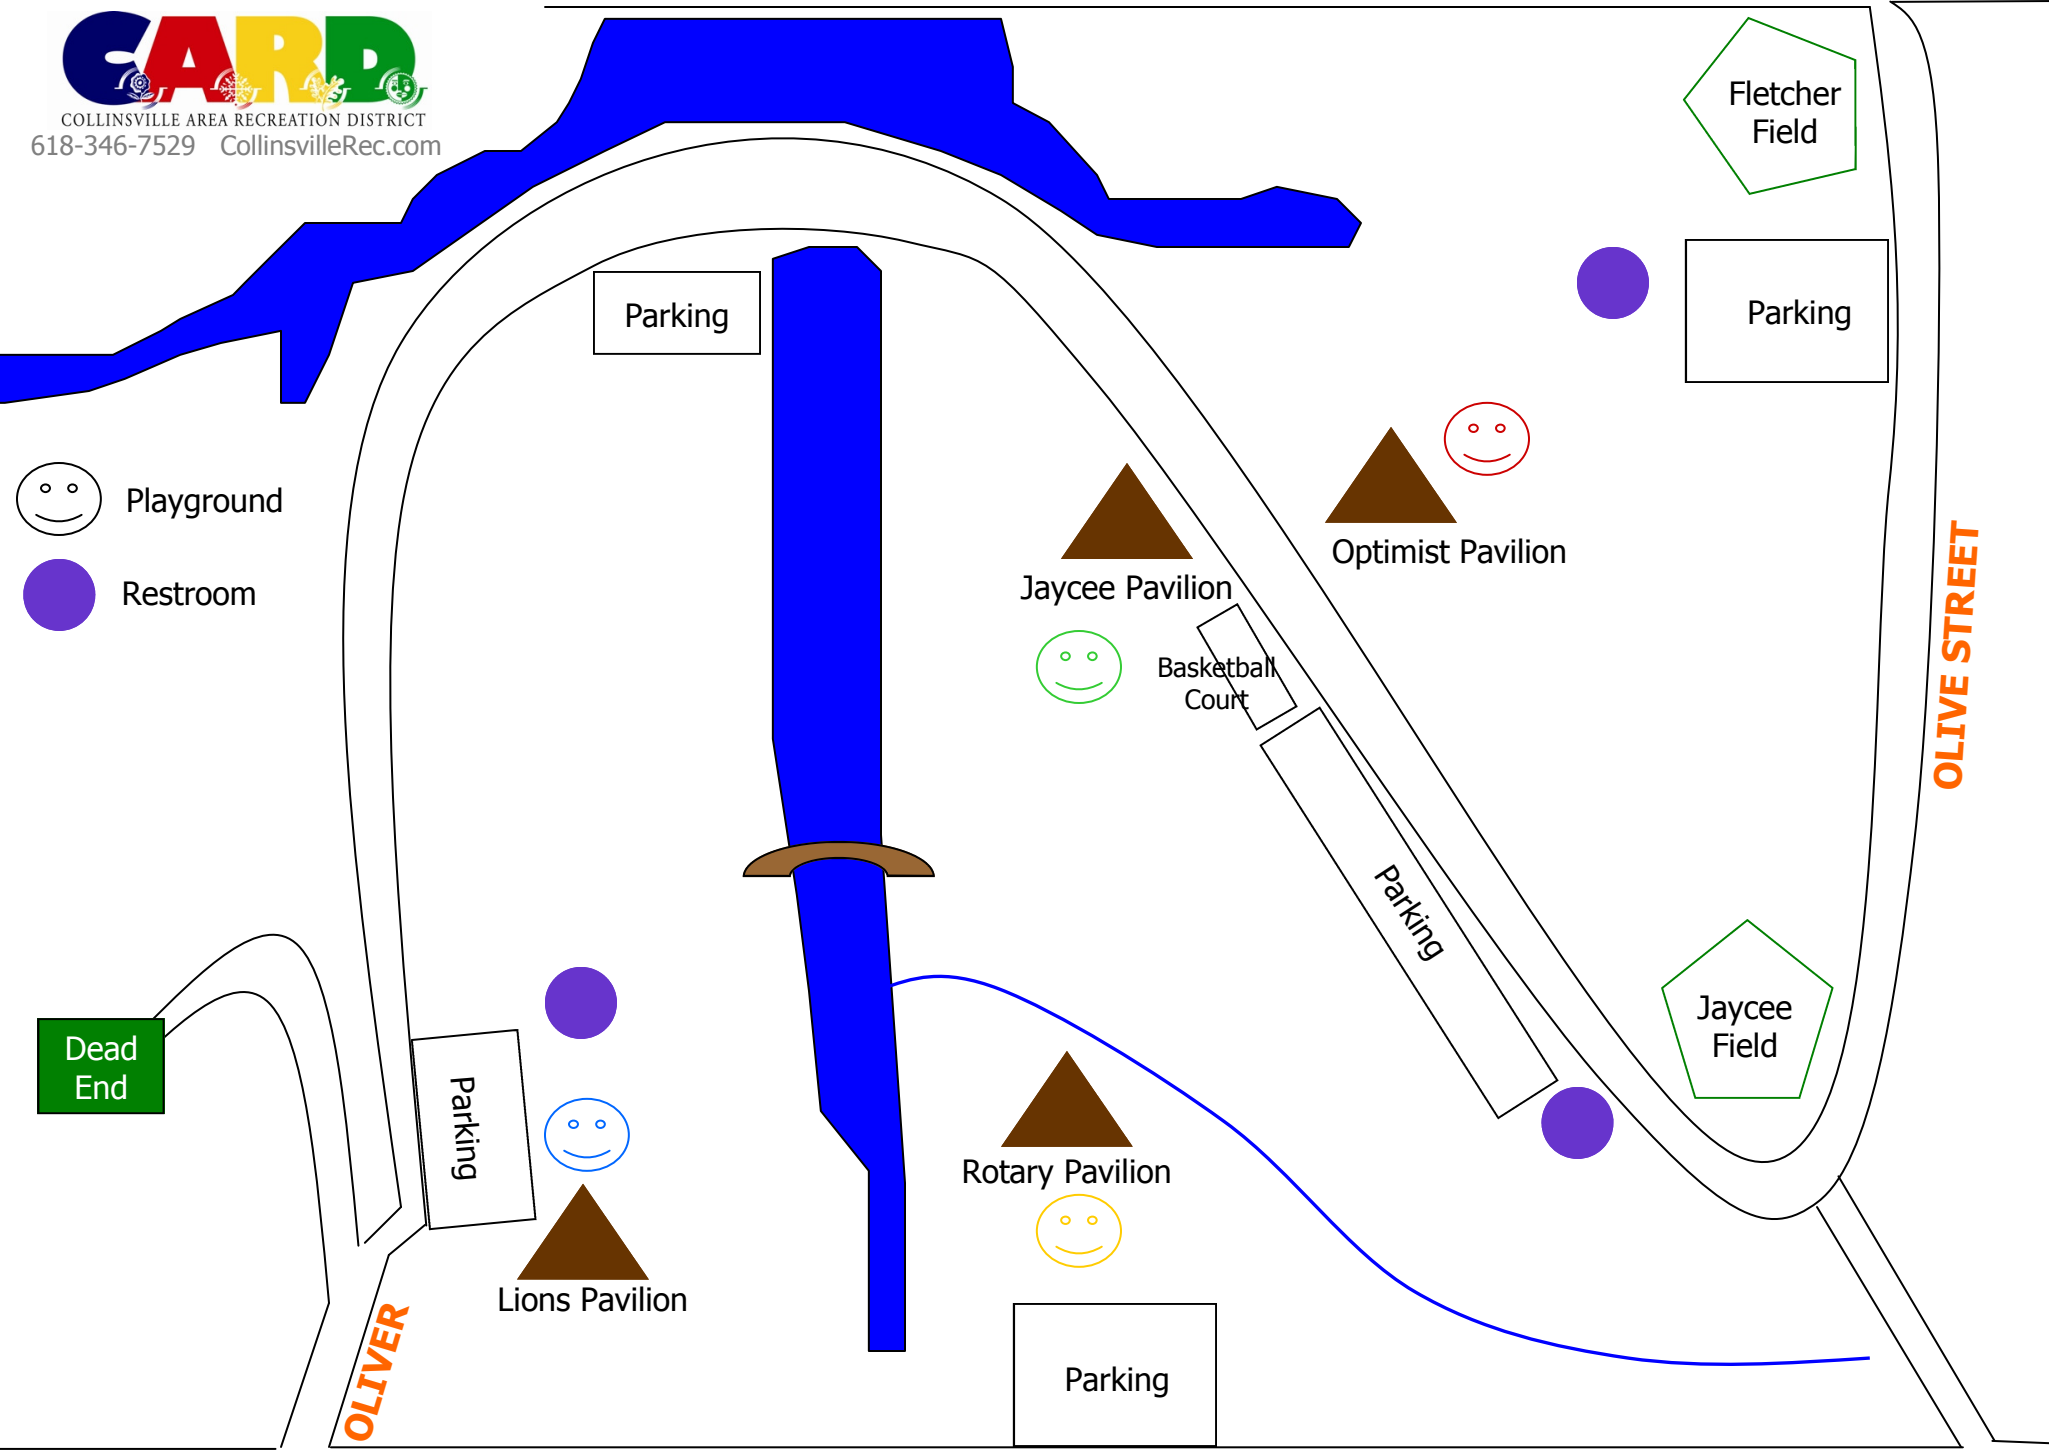 CARD
COLLINSVILLE AREA RECREATION DISTRICT
618-346-7529 CollinsvilleRec.com
Fletcher
Field
Parking
Parking
Playground
Restroom
Optimist Pavilion
Jaycee Pavilion
Basketball
Court
OLIVE STREET
Parking
Jaycee
Field
Dead
End
Parking
Rotary Pavilion
Lions Pavilion
OLIVER
Parking